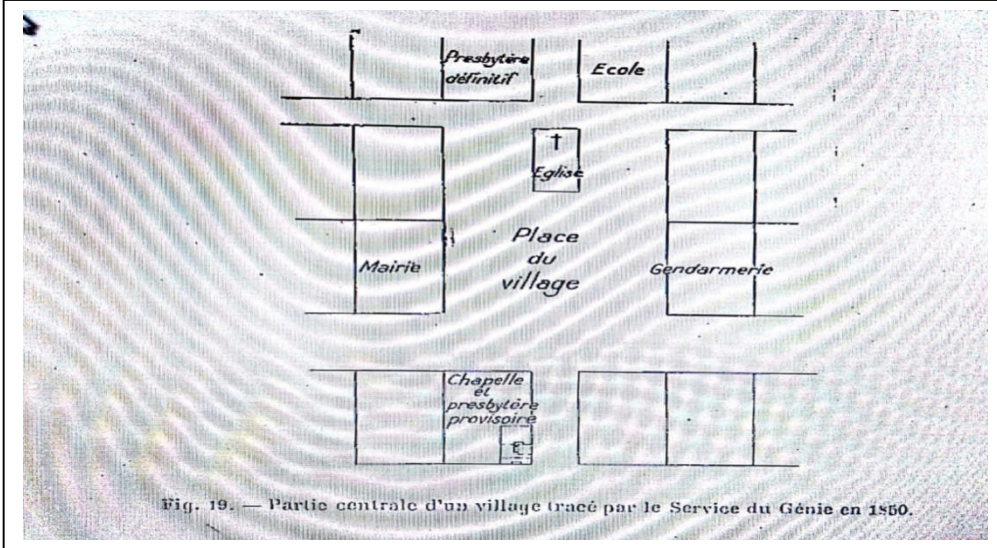 Presbytère
définitif
Ecole
Eglise
Place
du
village
Mairie
Gendarmerie
Chapelle
et
presbytère
provisoire
Fig. 19. — Partie centrale d'un village tracé par le Service du Génie en 1850.